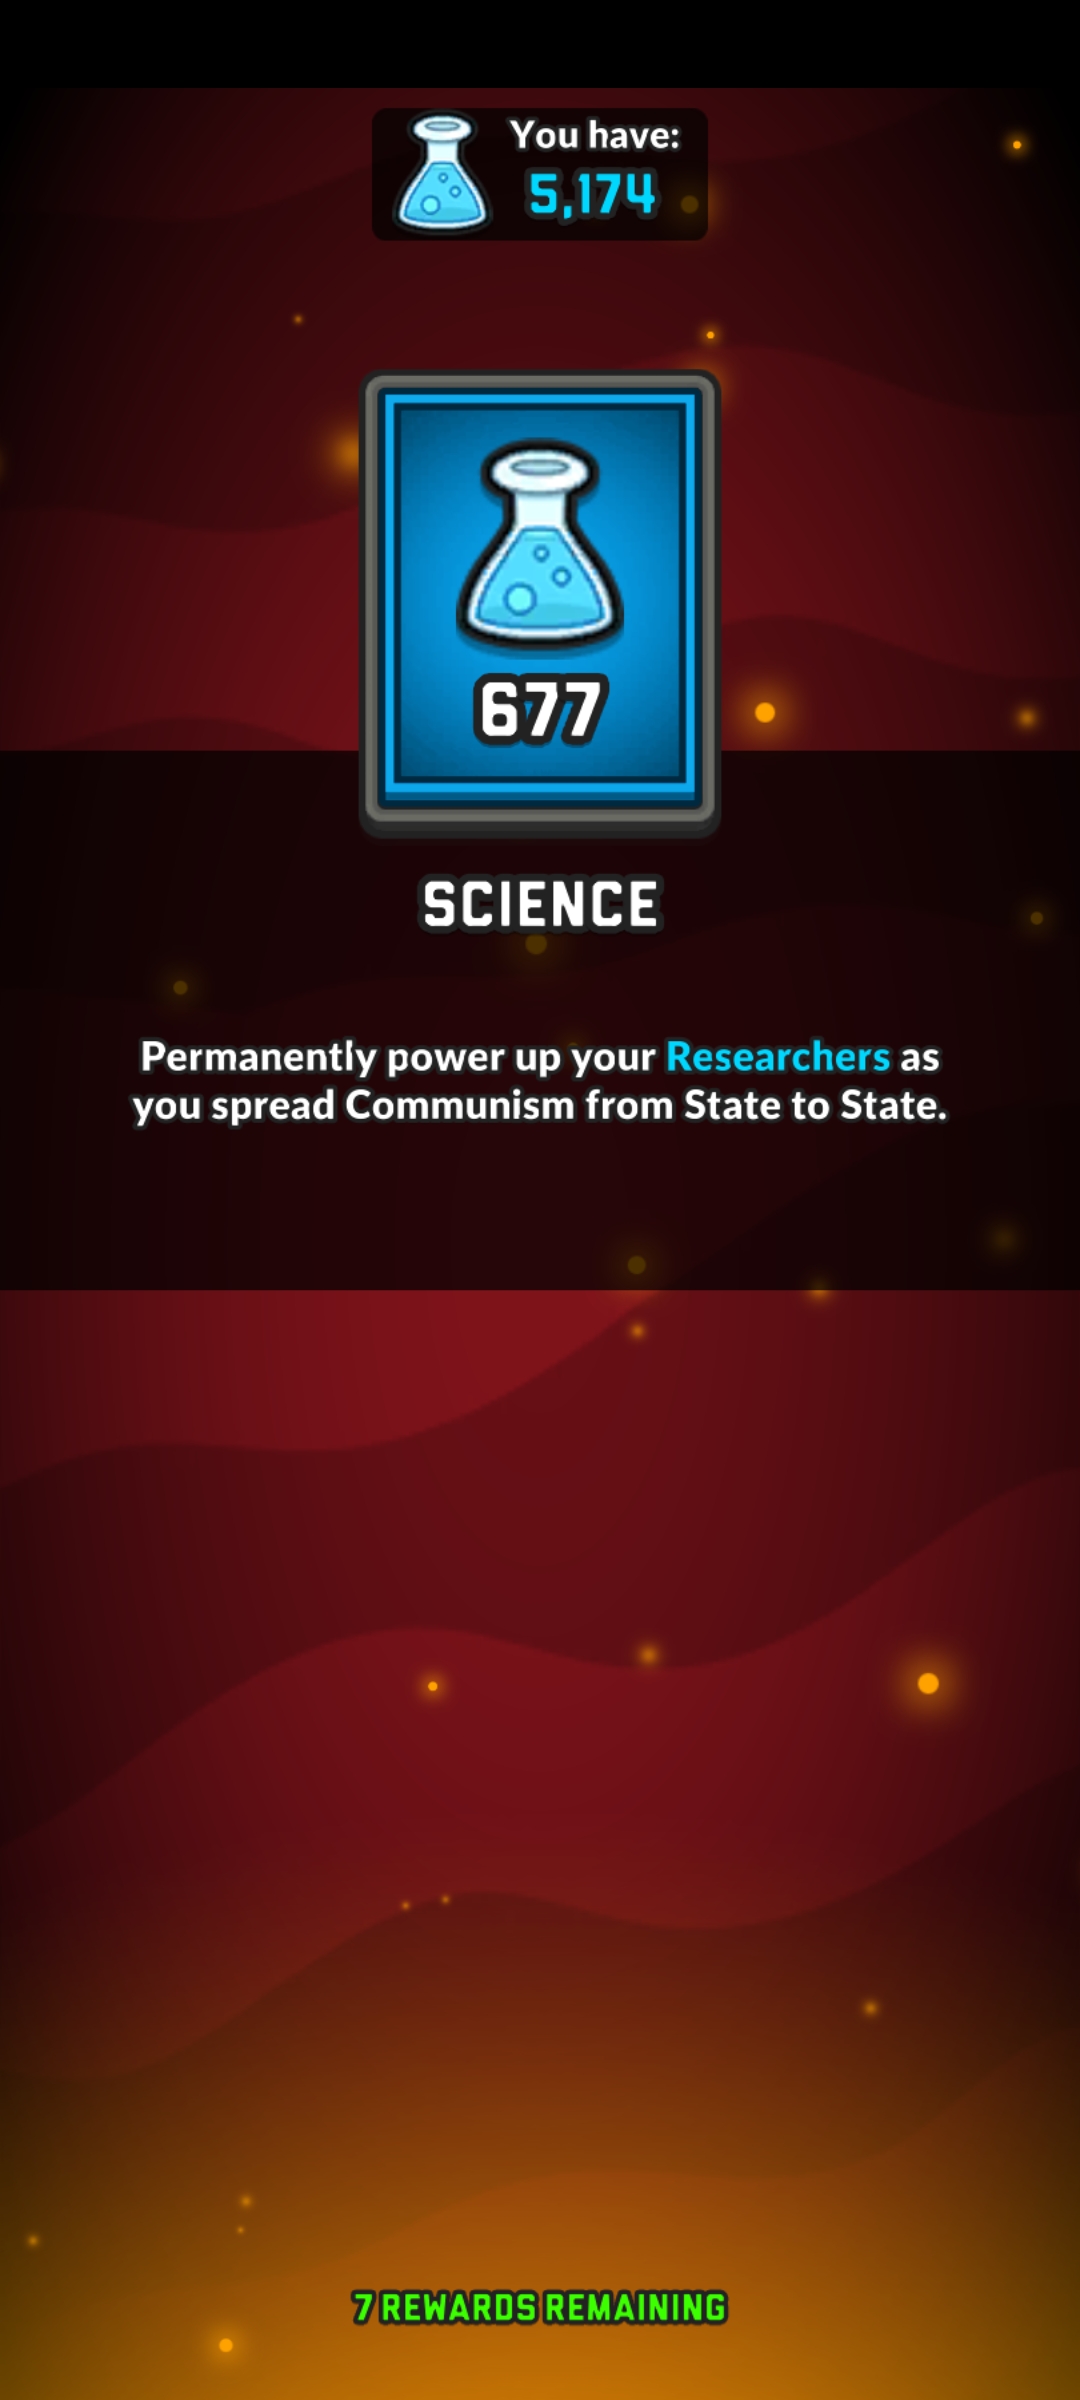 You have:
5,174
677
SCIENCE
Permanently power up your Researchers as
you spread Communism from State to State.
7 REWARDS REMAINING